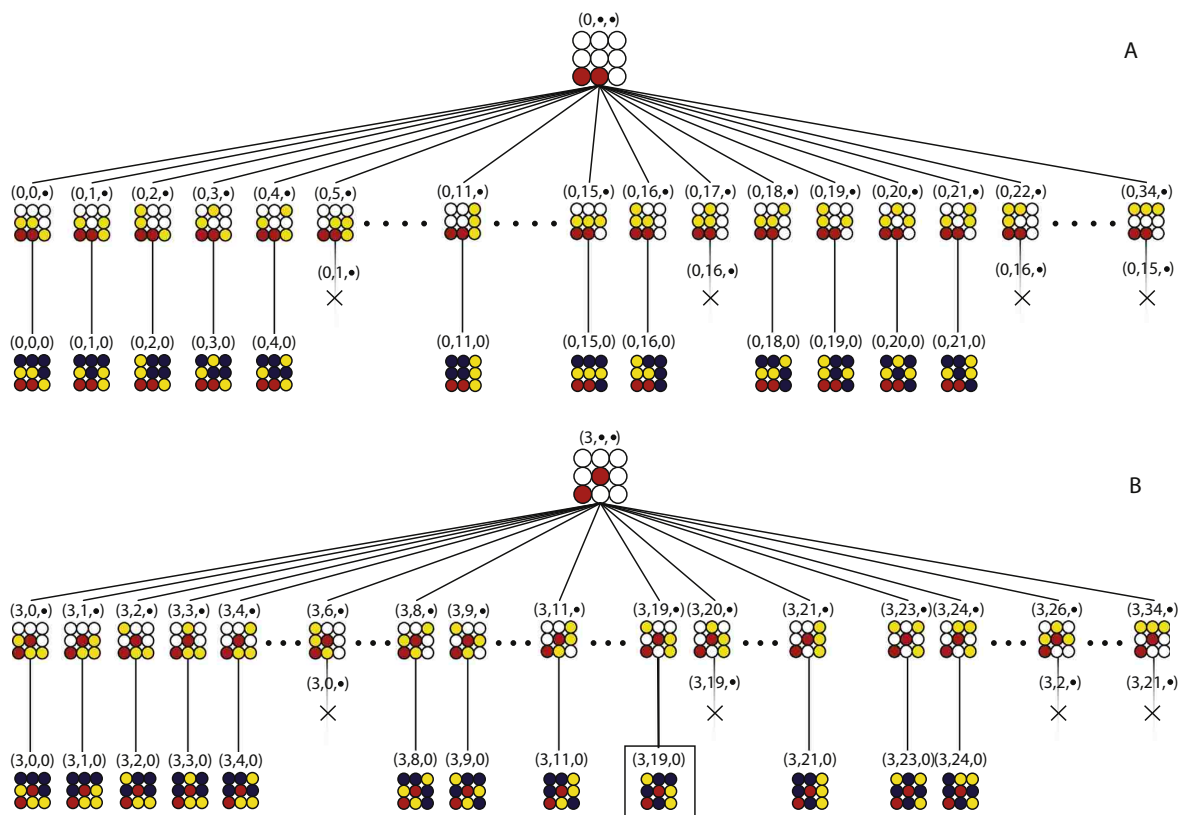 (0,•,•)
A
(0,0,•) (0,1,•) (0,2,•) (0,3,•) (0,4,•) (0,5,•) (0,11,•) (0,15,•) (0,16,•) (0,17,•) (0,18,•) (0,19,•) (0,20,•) (0,21,•) (0,22,•) (0,34,•)
(0,1,•) (0,16,•) (0,16,•) (0,15,•)
(0,0,0) (0,1,0) (0,2,0) (0,3,0) (0,4,0) (0,11,0) (0,15,0) (0,16,0) (0,18,0) (0,19,0) (0,20,0) (0,21,0)
(3,•,•)
B
(3,0,•) (3,1,•) (3,2,•) (3,3,•) (3,4,•) (3,6,•) (3,8,•) (3,9,•) (3,11,•) (3,19,•) (3,20,•) (3,21,•) (3,23,•) (3,24,•) (3,26,•) (3,34,•)
(3,0,•) (3,19,•) (3,2,•) (3,21,•)
(3,0,0) (3,1,0) (3,2,0) (3,3,0) (3,4,0) (3,8,0) (3,9,0) (3,11,0) (3,19,0) (3,21,0) (3,23,0) (3,24,0)